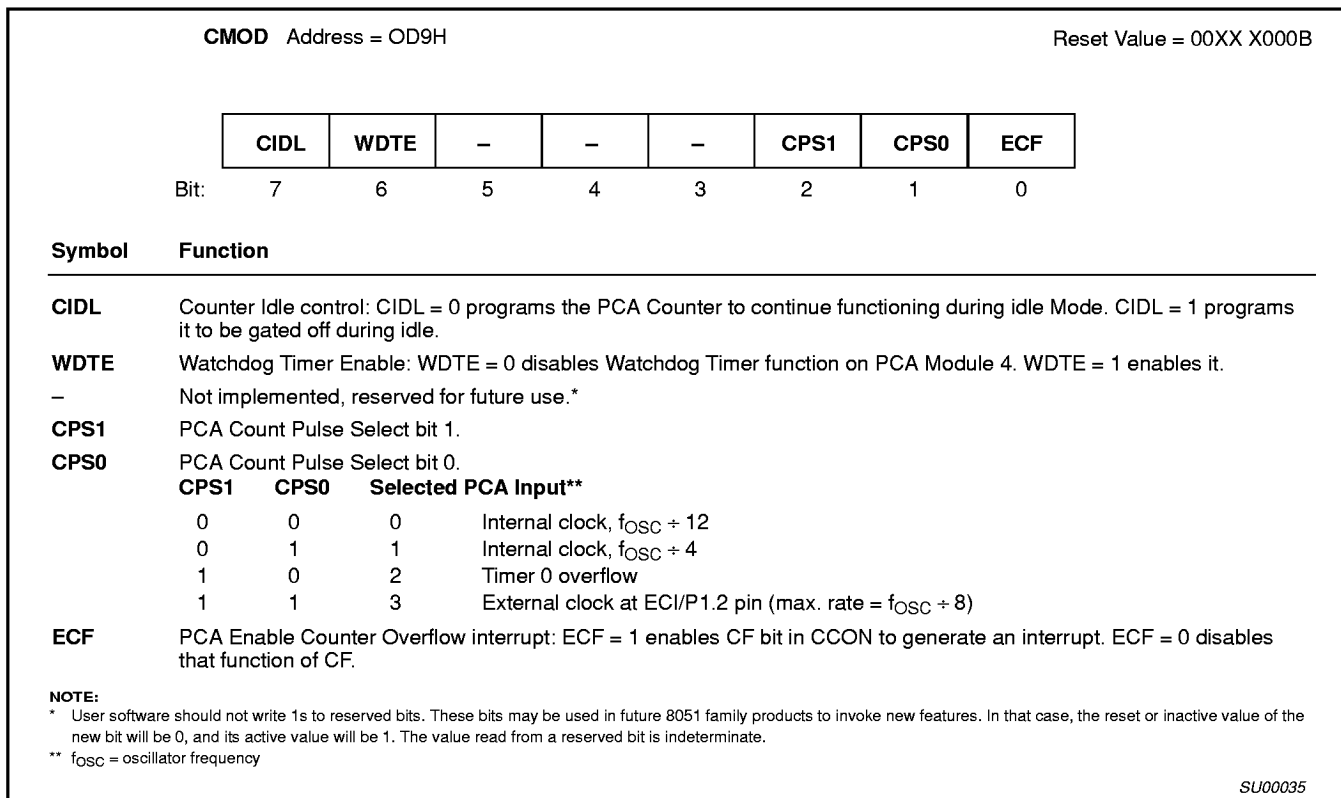 CMOD Address = OD9H Reset Value = 00XX X000B
CIDL WDTE – – – CPS1 CPS0 ECF
Bit: 7 6 5 4 3 2 1 0
Symbol Function
CIDL Counter Idle control: CIDL = 0 programs the PCA Counter to continue functioning during idle Mode. CIDL = 1 programs
it to be gated off during idle.
WDTE Watchdog Timer Enable: WDTE = 0 disables Watchdog Timer function on PCA Module 4. WDTE = 1 enables it.
– Not implemented, reserved for future use.*
CPS1 PCA Count Pulse Select bit 1.
CPS0 PCA Count Pulse Select bit 0.
CPS1 CPS0 Selected PCA Input**
0 0 0 Internal clock, fOSC ÷ 12
0 1 1 Internal clock, fOSC ÷ 4
1 0 2 Timer 0 overflow
1 1 3 External clock at ECI/P1.2 pin (max. rate = fOSC ÷ 8)
ECF PCA Enable Counter Overflow interrupt: ECF = 1 enables CF bit in CCON to generate an interrupt. ECF = 0 disables
that function of CF.
NOTE:
* User software should not write 1s to reserved bits. These bits may be used in future 8051 family products to invoke new features. In that case, the reset or inactive value of the
new bit will be 0, and its active value will be 1. The value read from a reserved bit is indeterminate.
** fOSC = oscillator frequency
SU00035